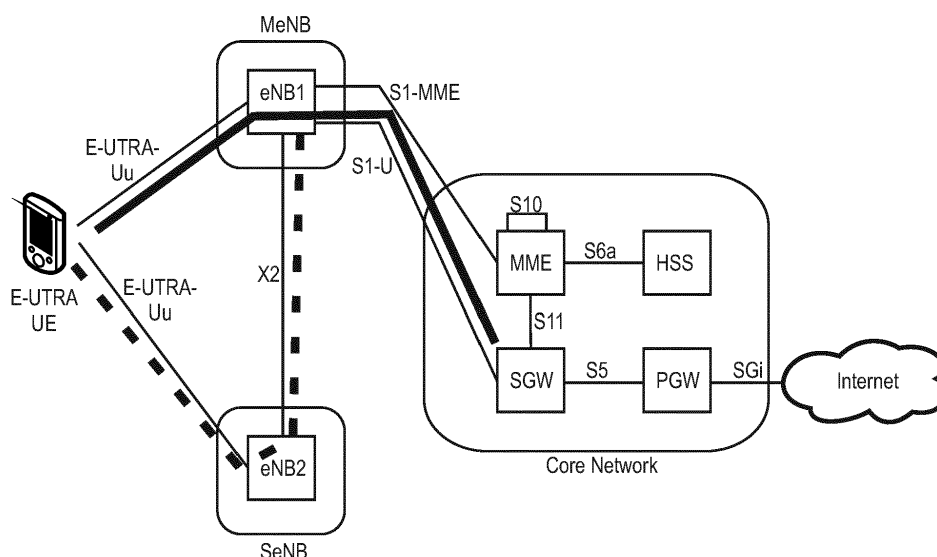 MeNB
eNB1
S1-MME
E-UTRA-
Uu
S1-U
S10
MME
S6a
HSS
X2
E-UTRA
UE
E-UTRA-
Uu
S11
SGW
S5
PGW
SGi
Internet
Core Network
eNB2
SeNB